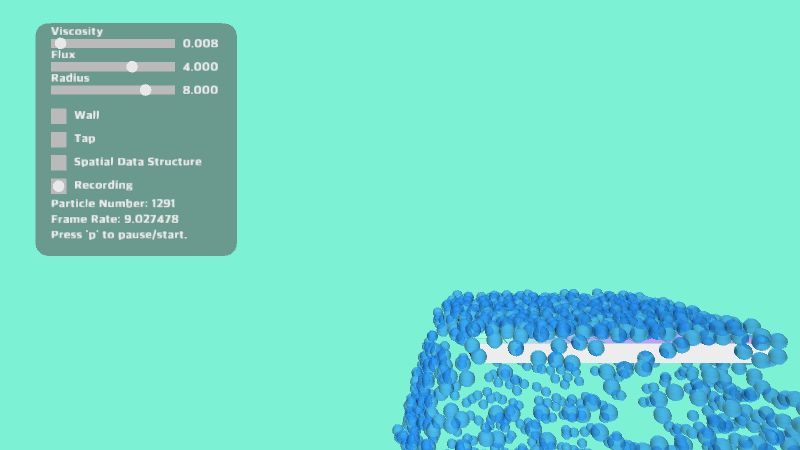 Viscosity
0.008
Flux
4.000
Radius
8.000
Wall
Tap
Spatial Data Structure
Recording
Particle Number: 1291
Frame Rate: 9.027478
Press 'p' to pause/start.